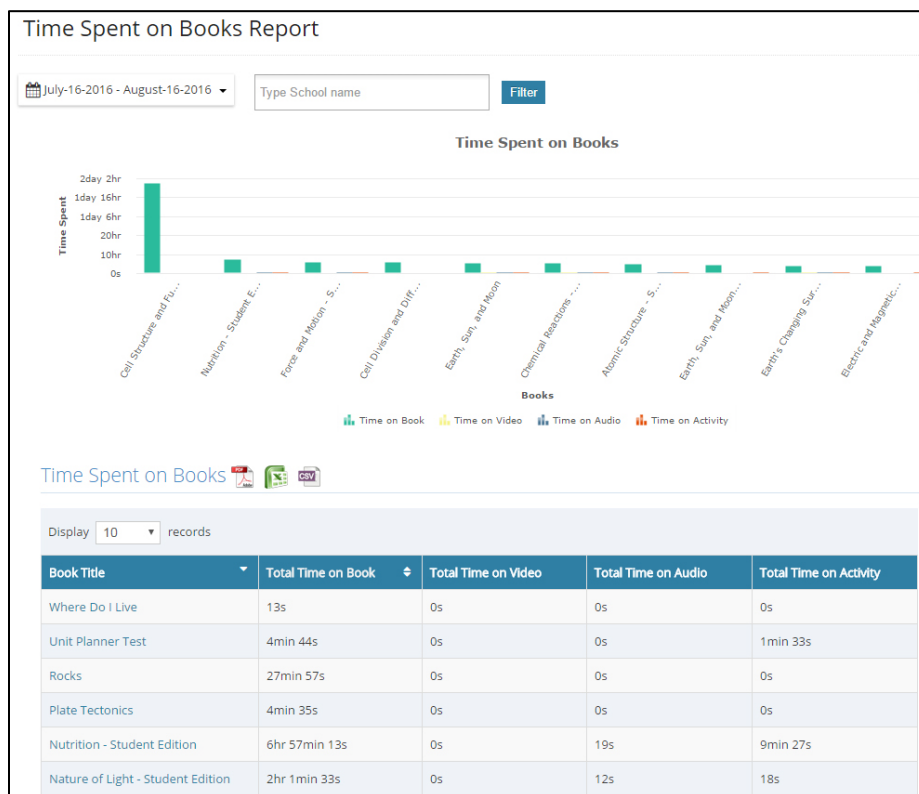 Time Spent on Books Report
July-16-2016 - August-16-2016
Type School name
Filter
Time Spent on Books
Time Spent
2day 2hr
1day 16hr
1day 6hr
20hr
10hr
0s
Cell Structure and Fu...
Nutrition - Student E...
Force and Motion - S...
Cell Division and Diff...
Earth, Sun, and Moon
Chemical Reactions -...
Atomic Structure - S...
Earth, Sun, and Moon...
Earth's Changing Sur...
Electric and Magnetic...
Books
Time on Book Time on Video Time on Audio Time on Activity
Time Spent on Books PDF CSV
Display 10 records
Book Title Total Time on Book Total Time on Video Total Time on Audio Total Time on Activity
Where Do I Live 13s 0s 0s 0s
Unit Planner Test 4min 44s 0s 0s 1min 33s
Rocks 27min 57s 0s 0s 0s
Plate Tectonics 4min 35s 0s 0s 0s
Nutrition - Student Edition 6hr 57min 13s 0s 19s 9min 27s
Nature of Light - Student Edition 2hr 1min 33s 0s 12s 18s